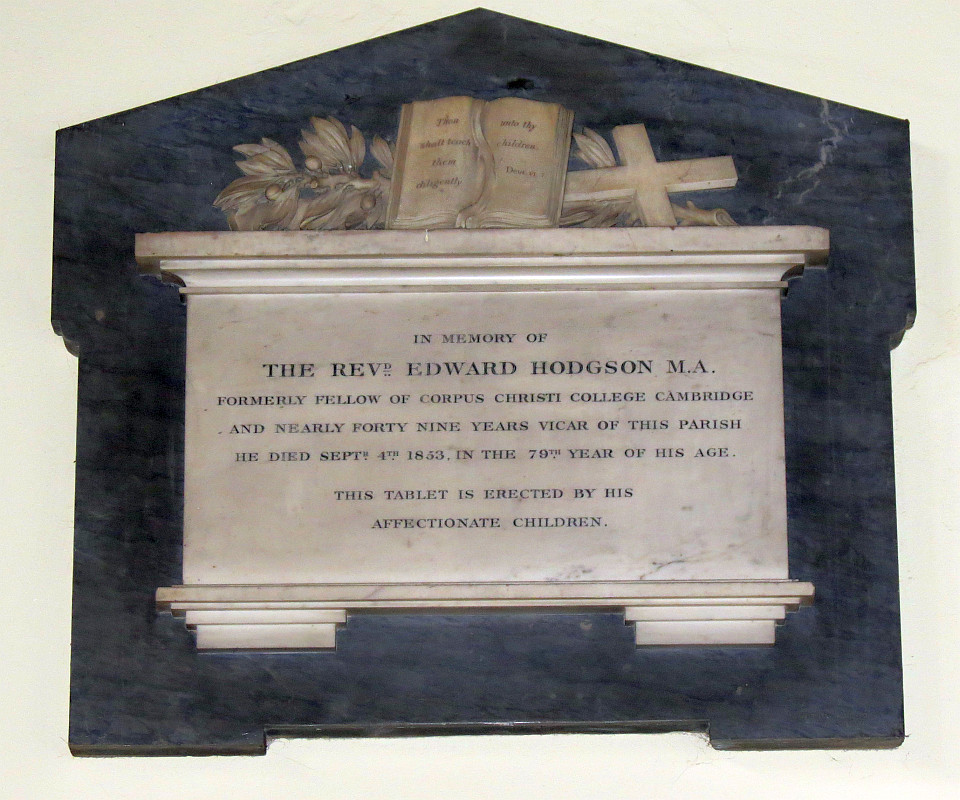 Thou
shalt teach
them
diligently
unto thy
children.
Deut. VI.
IN MEMORY OF
THE REVD. EDWARD HODGSON M.A.
FORMERLY FELLOW OF CORPUS CHRISTI COLLEGE CAMBRIDGE
AND NEARLY FORTY NINE YEARS VICAR OF THIS PARISH
HE DIED SEPTR. 4TH 1853, IN THE 79TH YEAR OF HIS AGE.
THIS TABLET IS ERECTED BY HIS
AFFECTIONATE CHILDREN.